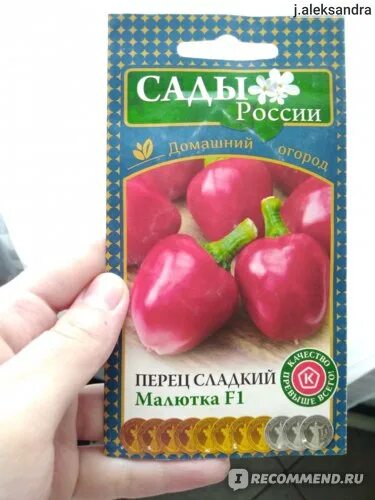 j.aleksandra
САДЫ
России
Домашний огород
ПЕРЕЦ СЛАДКИЙ
Малютка F1
КАЧЕСТВО
К
ПРЕВЫШЕ ВСЕГО!
IRECOMMEND.RU